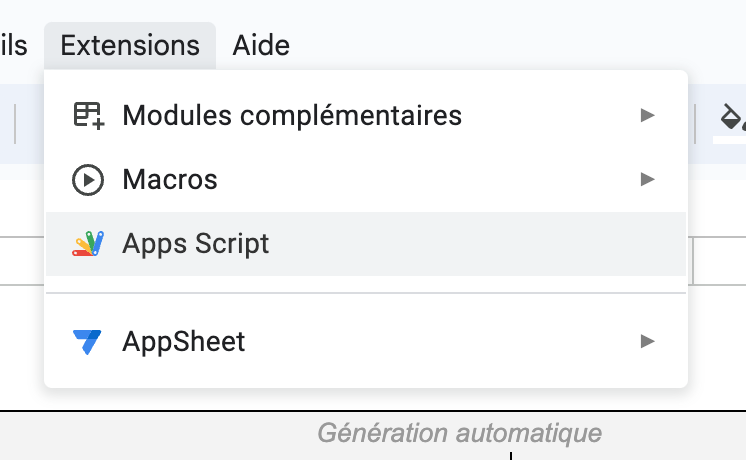 ils Extensions Aide
Modules complémentaires
Macros
Apps Script
AppSheet
Génération automatique